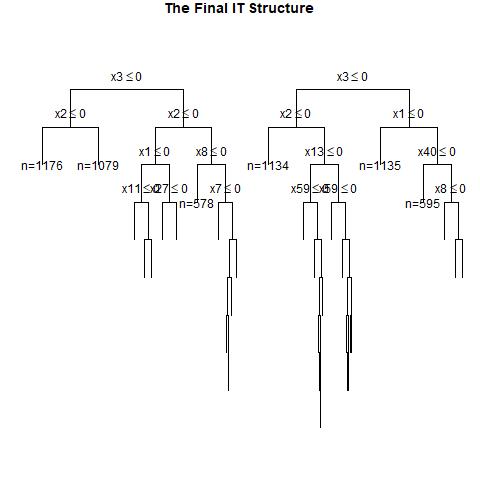 The Final IT Structure
x3 ≤ 0 x3 ≤ 0
x2 ≤ 0 x2 ≤ 0 x2 ≤ 0 x1 ≤ 0
n=1176 n=1079 x1 ≤ 0 x8 ≤ 0 n=1134 x13 ≤ 0 n=1135 x40 ≤ 0
x11 ≤ 0 x27 ≤ 0 n=578 x7 ≤ 0 x59 ≤ 0 x59 ≤ 0 n=595 x8 ≤ 0